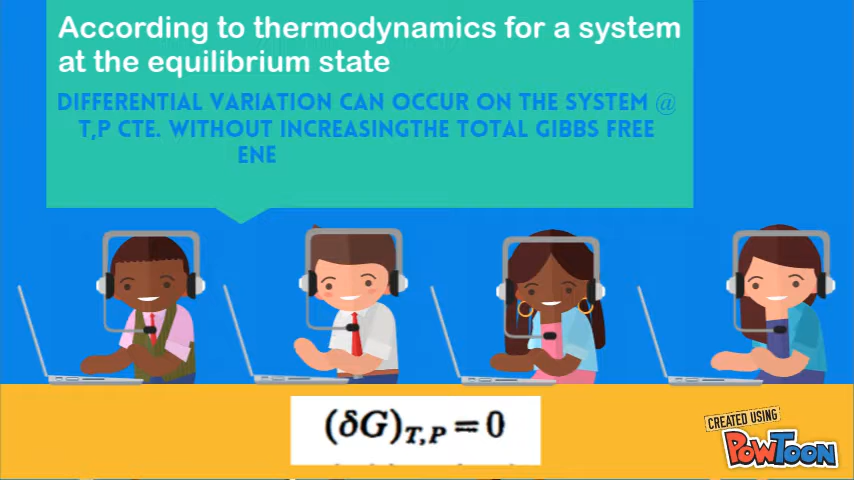 According to thermodynamics for a system
at the equilibrium state
DIFFERENTIAL VARIATION CAN OCCUR ON THE SYSTEM @
T,P CTE. WITHOUT INCREASINGTHE TOTAL GIBBS FREE
ENE
(δG)T,P = 0
CREATED USING
POWTOON